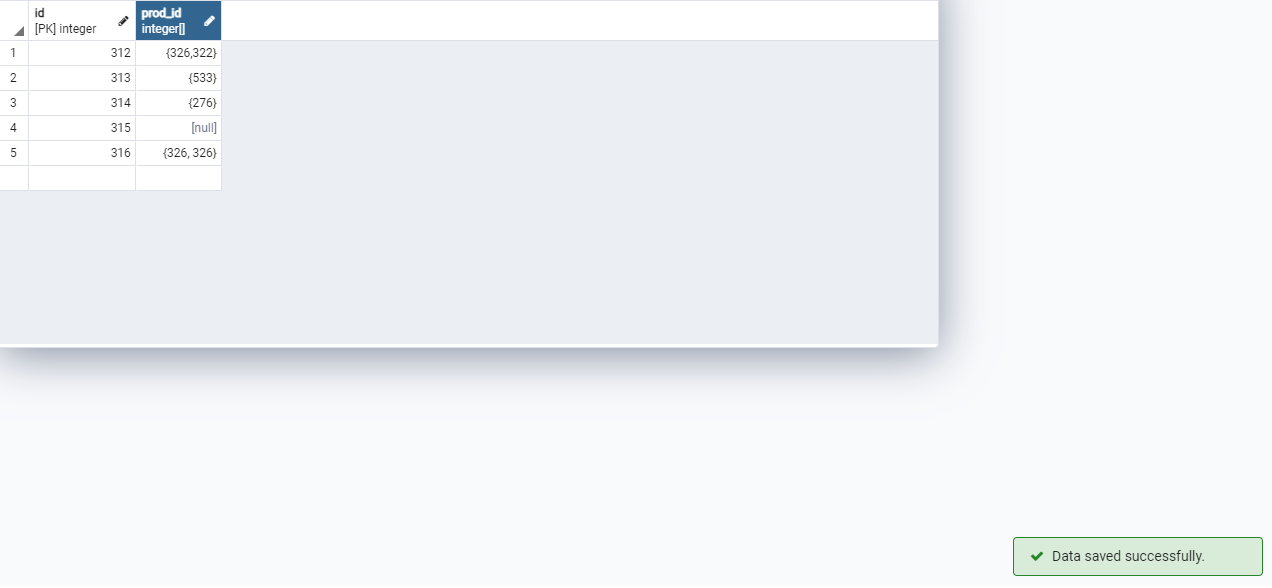 id prod_id
[PK] integer integer[]
1 312 {326,322}
2 313 {533}
3 314 {276}
4 315 [null]
5 316 {326, 326}
Data saved successfully.